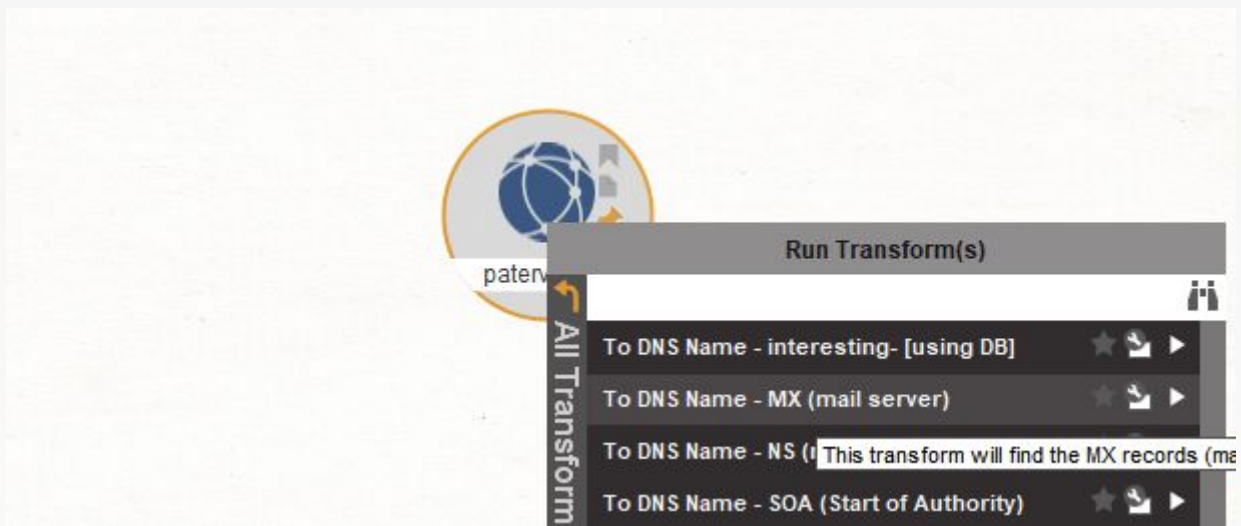 Run Transform(s)
paterv
All Transform
To DNS Name - interesting- [using DB]
To DNS Name - MX (mail server)
To DNS Name - NS (
This transform will find the MX records (ma
To DNS Name - SOA (Start of Authority)